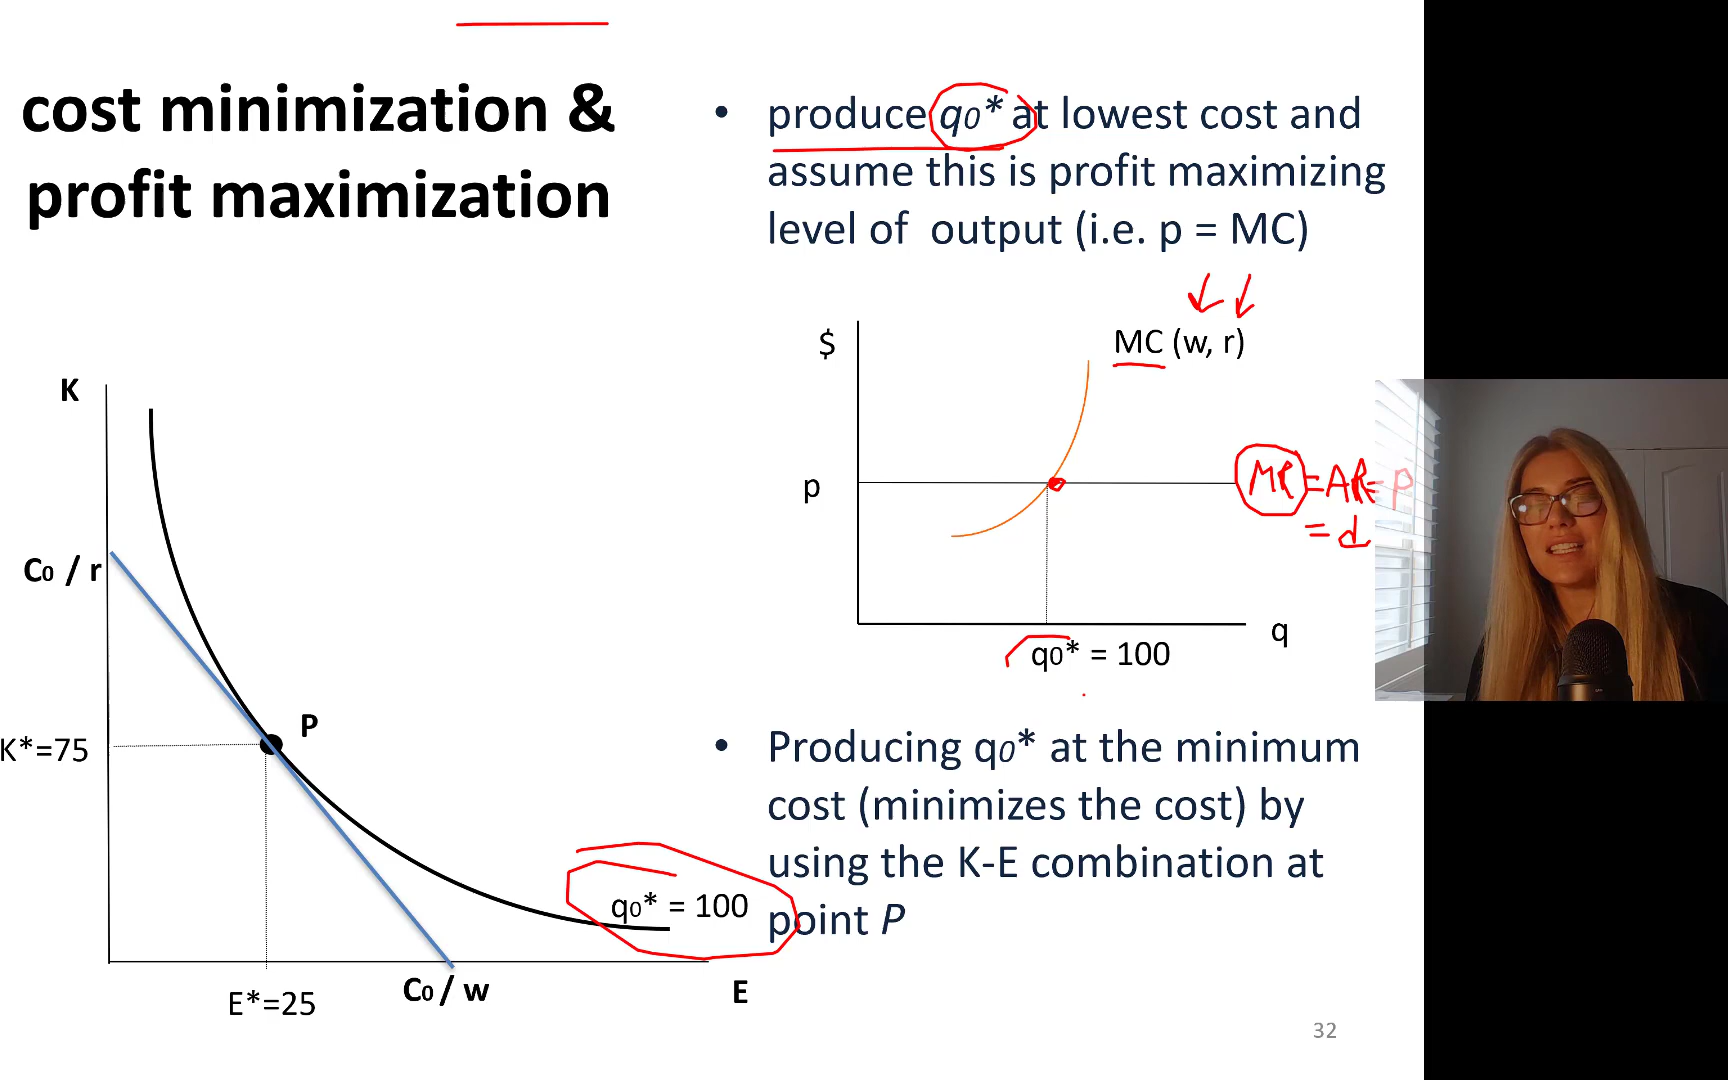 cost minimization &
profit maximization
• produce q0* at lowest cost and
assume this is profit maximizing
level of output (i.e. p = MC)
$
MC (w, r)
p
MR = AR = P
= d
q
q0* = 100
K
C0 / r
P
K*=75
q0* = 100
E*=25
C0 / w
E
• Producing q0* at the minimum
cost (minimizes the cost) by
using the K-E combination at
point P
32